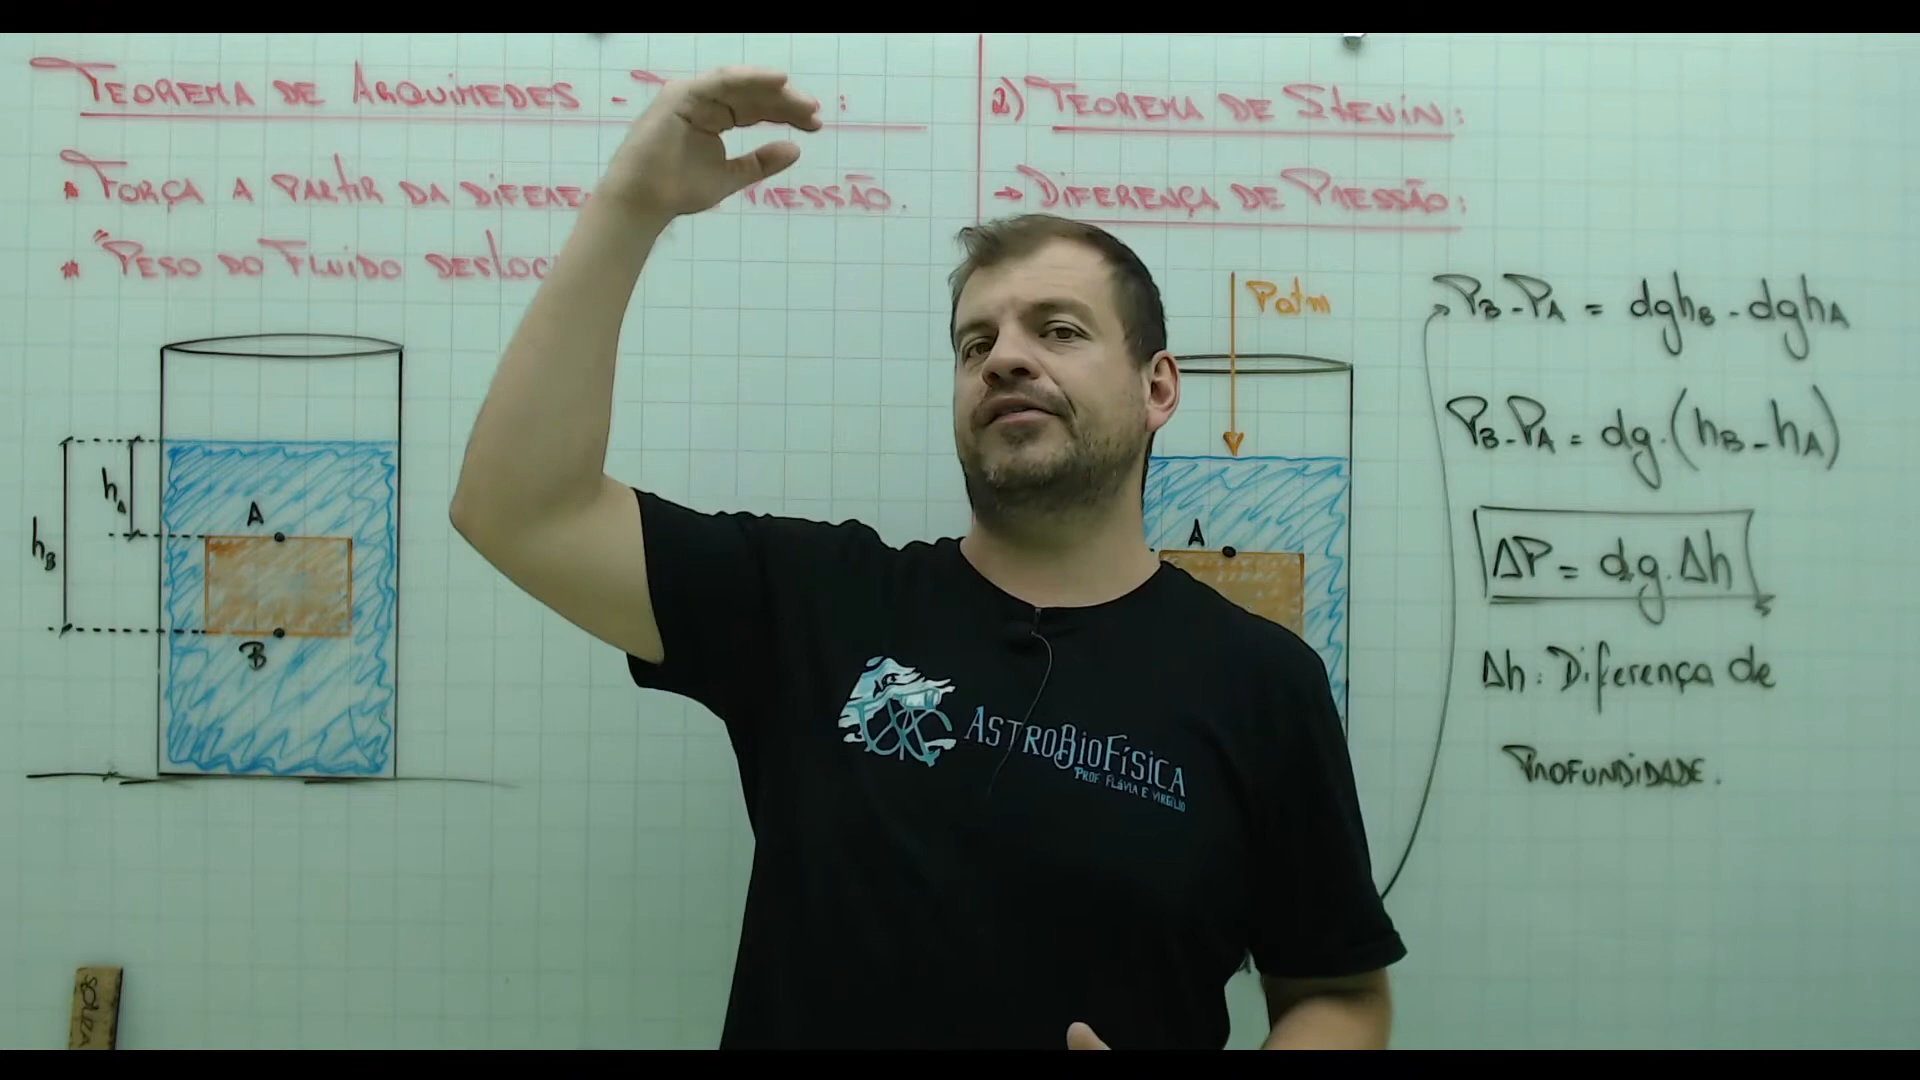 TEOREMA DE ARQUIMEDES - :
FORÇA A PARTIR DA DIFEREN PRESSÃO.
"PESO DO FLUIDO DESLOC
hA
hB
A
B
2) TEOREMA DE STEVIN:
→ DIFERENÇA DE PRESSÃO:
Patm
A
PB - PA = dghB - dghA
PB - PA = dg.(hB - hA)
ΔP = d.g.Δh
Δh: Diferença de
PROFUNDIDADE.
ASTROBIOFÍSICA
PROF. FLÁVIA E VIRGÍLIO